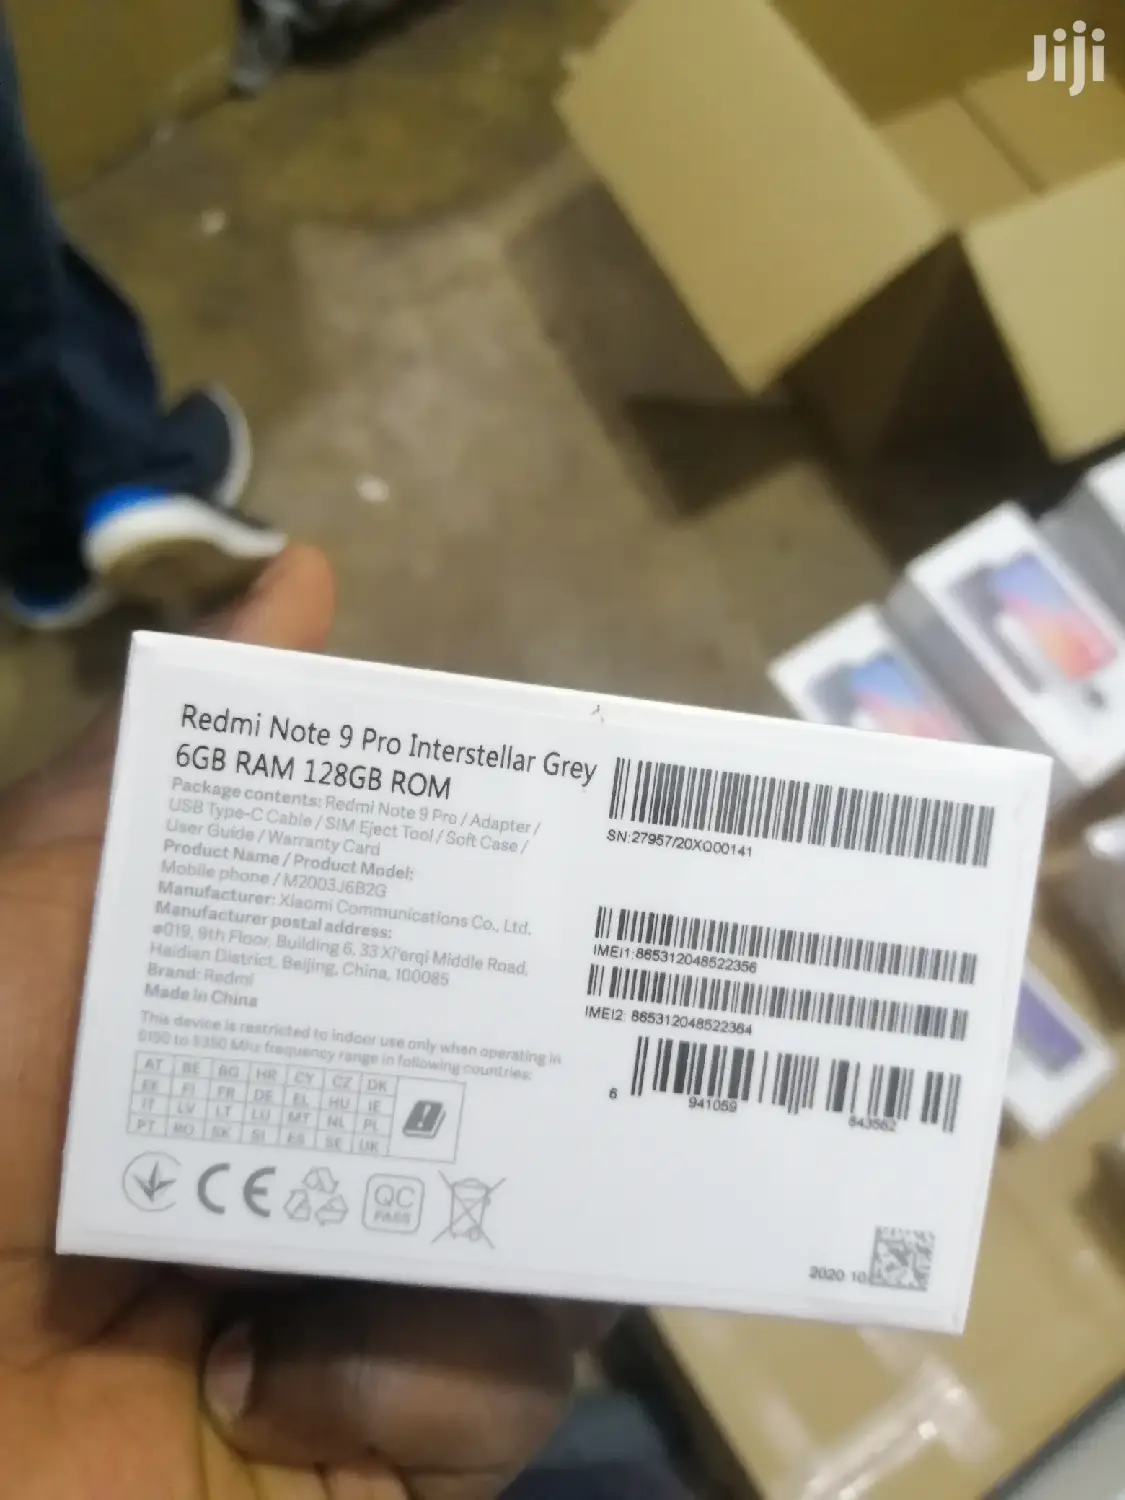 Jiji
Redmi Note 9 Pro Interstellar Grey
6GB RAM 128GB ROM
Package contents: Redmi Note 9 Pro / Adapter /
USB Type-C Cable / SIM Eject Tool / Soft Case /
User Guide / Warranty Card
Product Name / Product Model:
Mobile phone / M2003J6B2G
Manufacturer: Xiaomi Communications Co., Ltd.
Manufacturer postal address:
#019, 9th Floor, Building 6, 33 Xi'erqi Middle Road,
Haidian District, Beijing, China, 100085
Brand: Redmi
Made in China
This device is restricted to indoor use only when operating in
5150 to 5350 MHz frequency range in following countries:
AT BE BG HR CY CZ DK
EE FI FR DE EL HU IE
IT LV LT LU MT NL PL
PT RO SK SI ES SE UK
CE
QC
PASS
SN:27957/20XQ00141
IMEI1:865312048522356
IMEI2: 865312048522364
6 941059 843562
2020 10